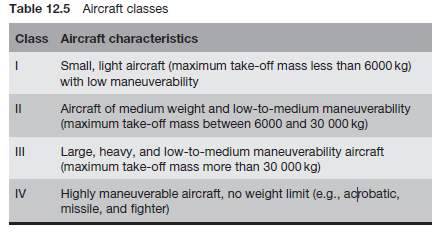 Table 12.5 Aircraft classes
Class Aircraft characteristics
I Small, light aircraft (maximum take-off mass less than 6000 kg)
with low maneuverability
II Aircraft of medium weight and low-to-medium maneuverability
(maximum take-off mass between 6000 and 30 000 kg)
III Large, heavy, and low-to-medium maneuverability aircraft
(maximum take-off mass more than 30 000 kg)
IV Highly maneuverable aircraft, no weight limit (e.g., acrobatic,
missile, and fighter)